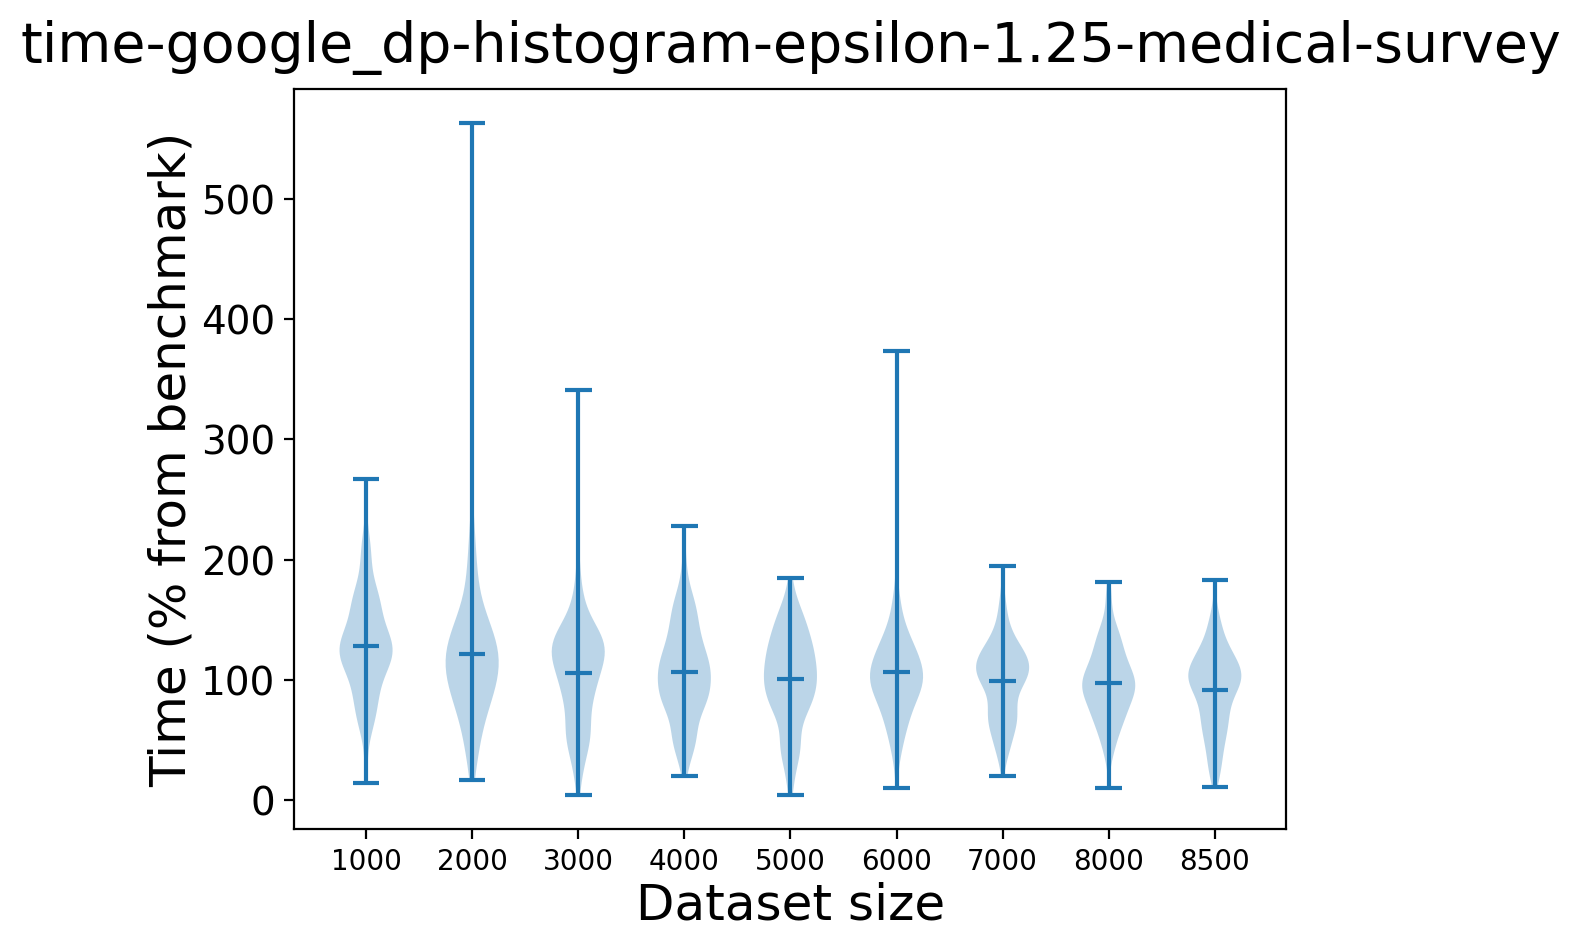 time-google_dp-histogram-epsilon-1.25-medical-survey
Time (% from benchmark)
500
400
300
200
100
0
1000 2000 3000 4000 5000 6000 7000 8000 8500
Dataset size